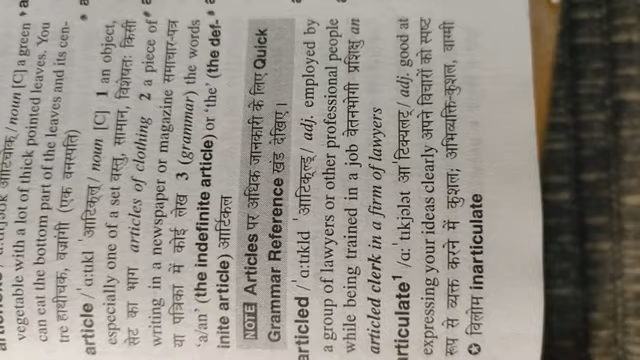 आटिचोक्/ noun [C] a green
vegetable with a lot of thick pointed leaves. You
can eat the bottom part of the leaves and its cen-
tre हाथीचक, वज्रांगी (एक वनस्पति)
article /ˈɑːtɪkl ˈआटिक्ल्/ noun [C] 1 an object,
especially one of a set वस्तु, सामान, विशेषतः किसी
सेट का भाग articles of clothing 2 a piece of
writing in a newspaper or magazine समाचार-पत्र
या पत्रिका में कोई लेख 3 (grammar) the words
'a/an' (the indefinite article) or 'the' (the def-
inite article) आर्टिकल
NOTE Articles पर अधिक जानकारी के लिए Quick
Grammar Reference खंड देखिए।
articled /ˈɑːtɪkld ˈआटिक्ल्ड्/ adj. employed by
a group of lawyers or other professional people
while being trained in a job वेतनभोगी प्रशिक्षु an
articled clerk in a firm of lawyers
articulate¹ /ɑːˈtɪkjələt आˈटिक्यलट्/ adj. good at
expressing your ideas clearly अपने विचारों को स्पष्ट
रूप से व्यक्त करने में कुशल; अभिव्यक्ति-कुशल, वाग्मी
✪ विलोम inarticulate